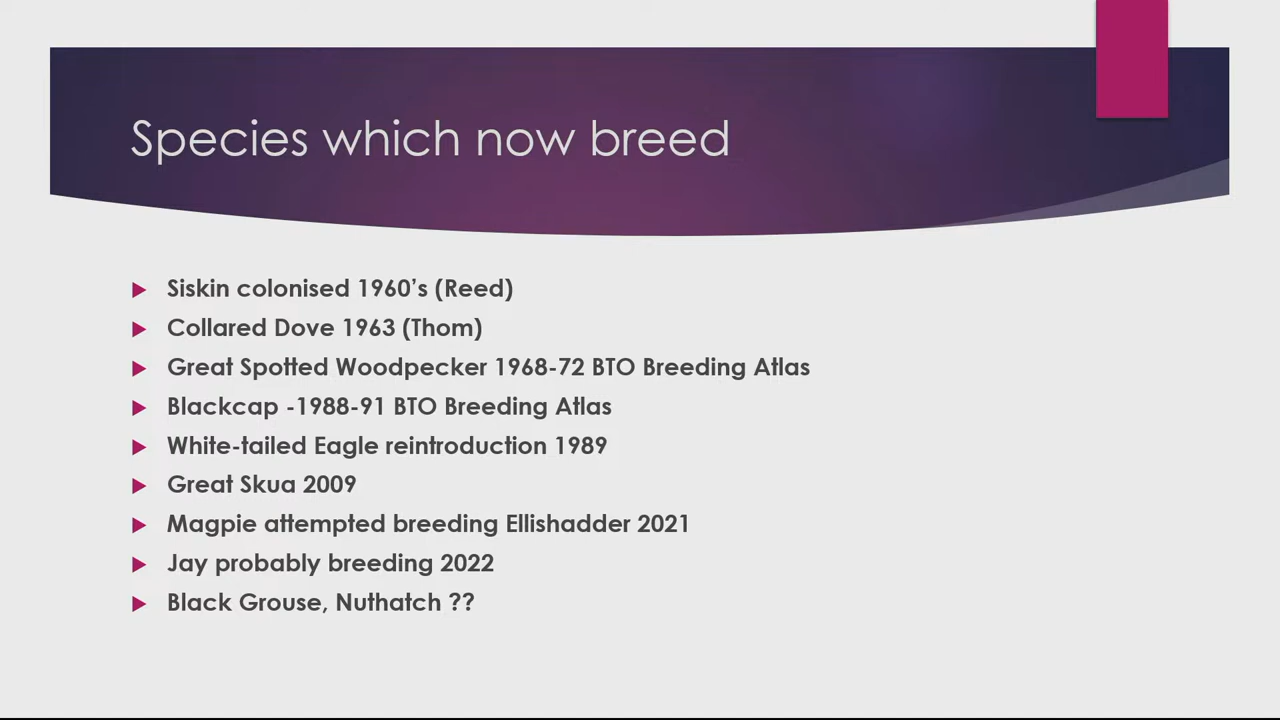 Species which now breed
Siskin colonised 1960’s (Reed)
Collared Dove 1963 (Thom)
Great Spotted Woodpecker 1968-72 BTO Breeding Atlas
Blackcap -1988-91 BTO Breeding Atlas
White-tailed Eagle reintroduction 1989
Great Skua 2009
Magpie attempted breeding Ellishadder 2021
Jay probably breeding 2022
Black Grouse, Nuthatch ??